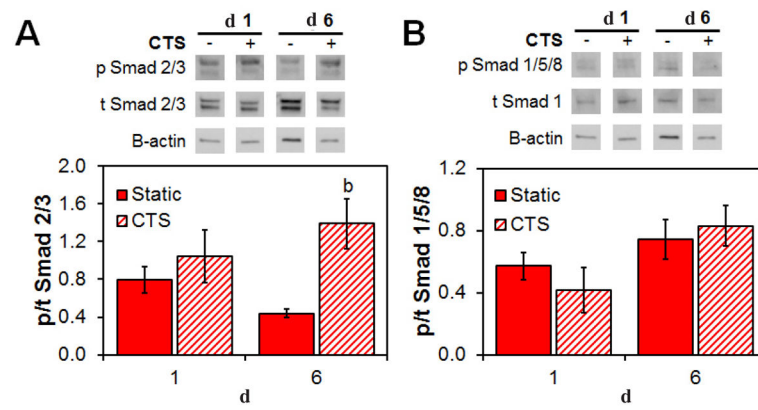 A
d 1 d 6
CTS - + - +
p Smad 2/3
t Smad 2/3
B-actin
2.0
1.6
1.2
0.8
0.4
0.0
p/t Smad 2/3
Static
CTS
b
1 6
d
B
d 1 d 6
CTS - + - +
p Smad 1/5/8
t Smad 1
B-actin
1.2
0.8
0.4
0.0
p/t Smad 1/5/8
Static
CTS
1 6
d